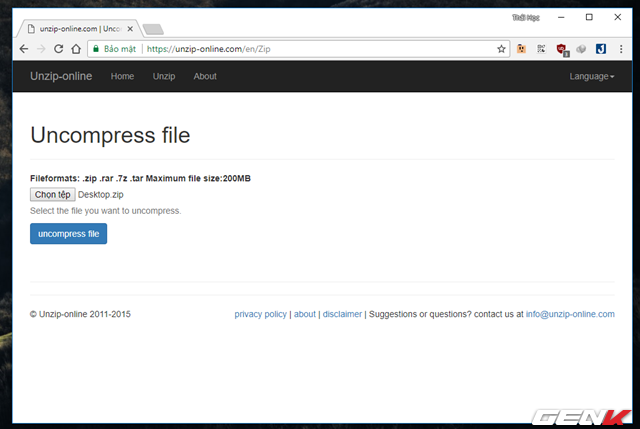 Thái Học
unzip-online.com | Unco
Bảo mật | https://unzip-online.com/en/Zip
Unzip-online Home Unzip About Language
Uncompress file
Fileformats: .zip .rar .7z .tar Maximum file size:200MB
Chọn tệp Desktop.zip
Select the file you want to uncompress.
uncompress file
© Unzip-online 2011-2015 privacy policy | about | disclaimer | Suggestions or questions? contact us at info@unzip-online.com
GENK